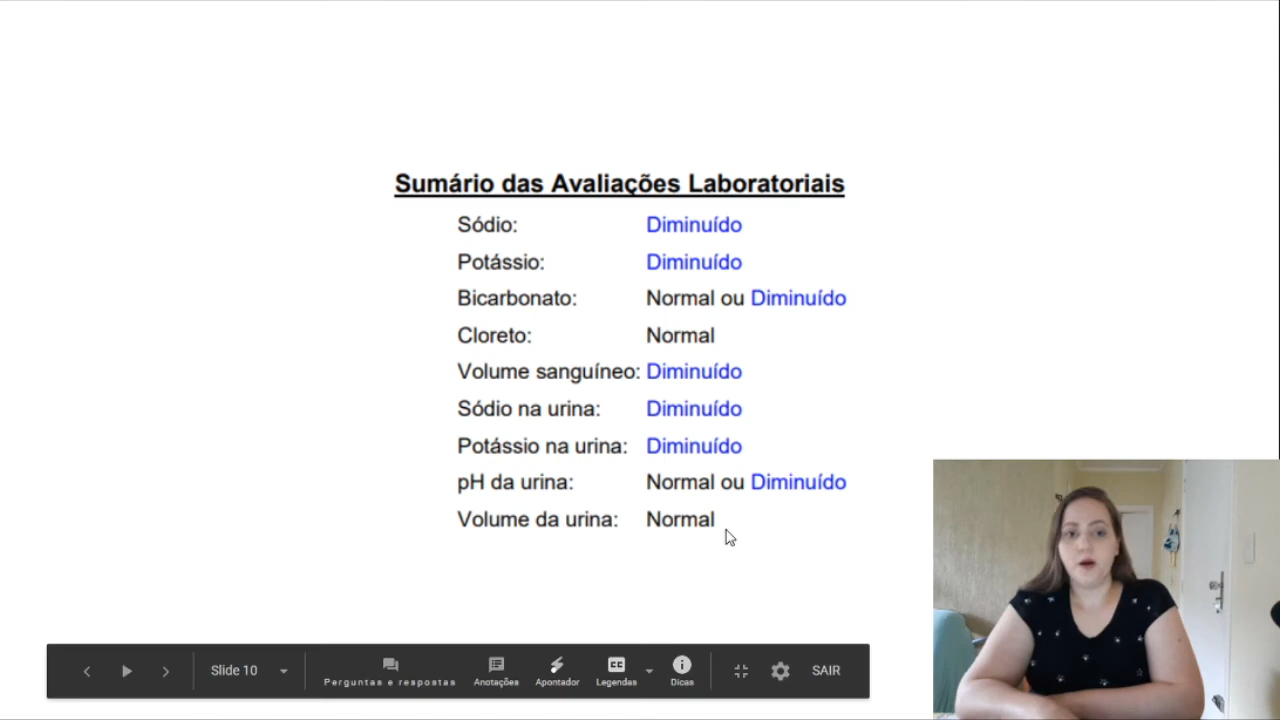 Sumário das Avaliações Laboratoriais
Sódio: Diminuído
Potássio: Diminuído
Bicarbonato: Normal ou Diminuído
Cloreto: Normal
Volume sanguíneo: Diminuído
Sódio na urina: Diminuído
Potássio na urina: Diminuído
pH da urina: Normal ou Diminuído
Volume da urina: Normal
Slide 10
Perguntas e respostas
Anotações
Apontador
CC
Legendas
Dicas
SAIR